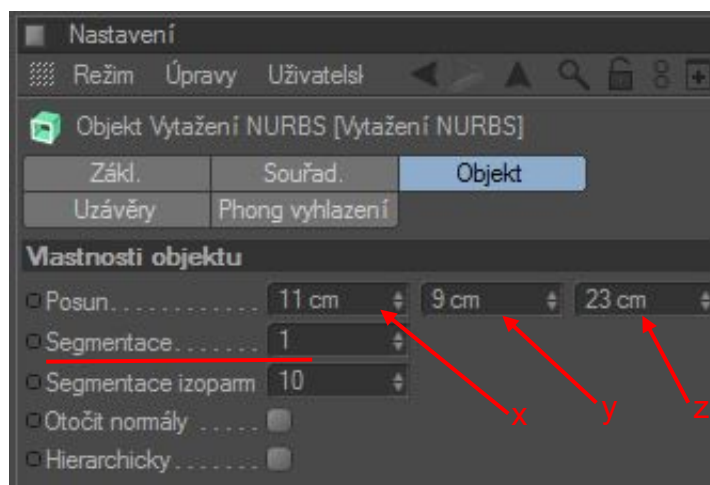 Nastavení
Režim Úpravy Uživatelsk
Objekt Vytažení NURBS [Vytažení NURBS]
Zákl. Souřad. Objekt
Uzávěry Phong vyhlazení
Vlastnosti objektu
Posun. . . . . . . . . . . . . 11 cm 9 cm 23 cm
Segmentace. . . . . . . 1
Segmentace izoparm 10
Otočit normály . . . . .
Hierarchicky. . . . . . .
x y z